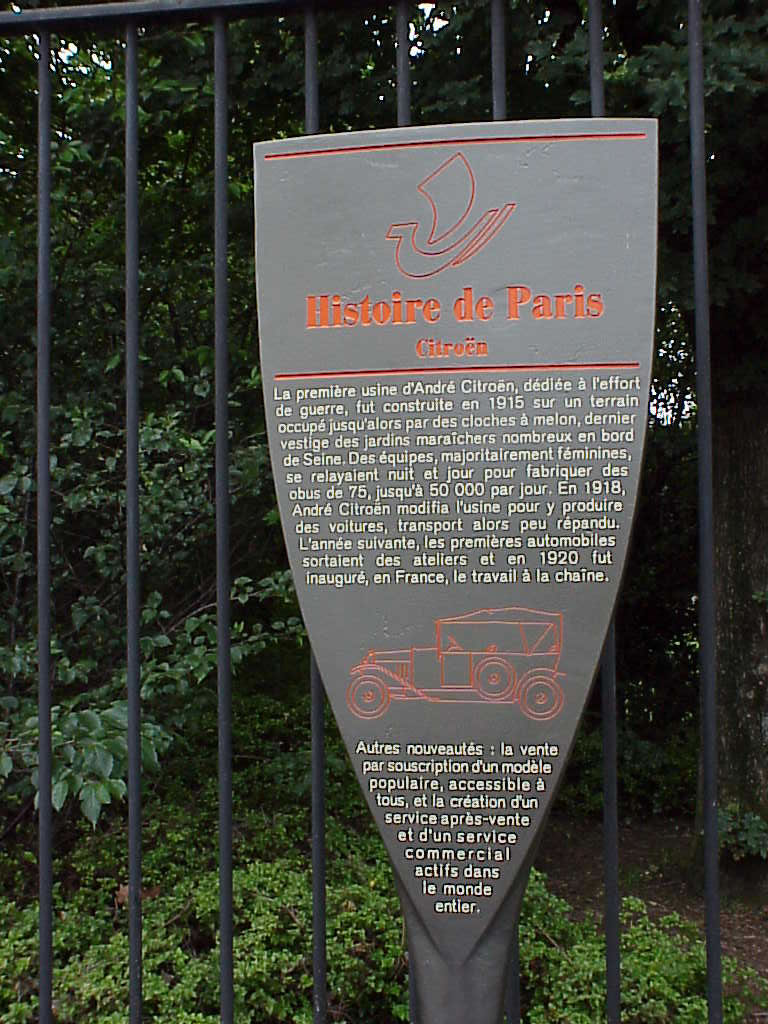 Histoire de Paris
Citroën
La première usine d'André Citroën, dédiée à l'effort
de guerre, fut construite en 1915 sur un terrain
occupé jusqu'alors par des cloches à melon, dernier
vestige des jardins maraîchers nombreux en bord
de Seine. Des équipes, majoritairement féminines,
se relayaient nuit et jour pour fabriquer des
obus de 75, jusqu'à 50 000 par jour. En 1918,
André Citroën modifia l'usine pour y produire
des voitures, transport alors peu répandu.
L'année suivante, les premières automobiles
sortaient des ateliers et en 1920 fut
inauguré, en France, le travail à la chaîne.
Autres nouveautés : la vente
par souscription d'un modèle
populaire, accessible à
tous, et la création d'un
service après-vente
et d'un service
commercial
actifs dans
le monde
entier.